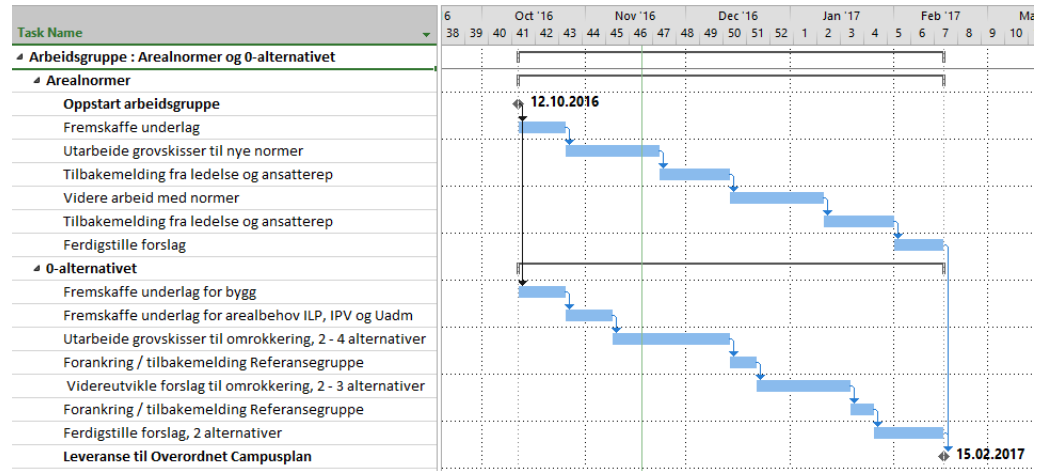 6 Oct '16 Nov '16 Dec '16 Jan '17 Feb '17 Ma
Task Name
38 39 40 41 42 43 44 45 46 47 48 49 50 51 52 1 2 3 4 5 6 7 8 9 10
Arbeidsgruppe : Arealnormer og 0-alternativet
Arealnormer
Oppstart arbeidsgruppe 12.10.2016
Fremskaffe underlag
Utarbeide grovskisser til nye normer
Tilbakemelding fra ledelse og ansatterep
Videre arbeid med normer
Tilbakemelding fra ledelse og ansatterep
Ferdigstille forslag
0-alternativet
Fremskaffe underlag for bygg
Fremskaffe underlag for arealbehov ILP, IPV og Uadm
Utarbeide grovskisser til omrokkering, 2 - 4 alternativer
Forankring / tilbakemelding Referansegruppe
Videreutvikle forslag til omrokkering, 2 - 3 alternativer
Forankring / tilbakemelding Referansegruppe
Ferdigstille forslag, 2 alternativer
Leveranse til Overordnet Campusplan 15.02.2017